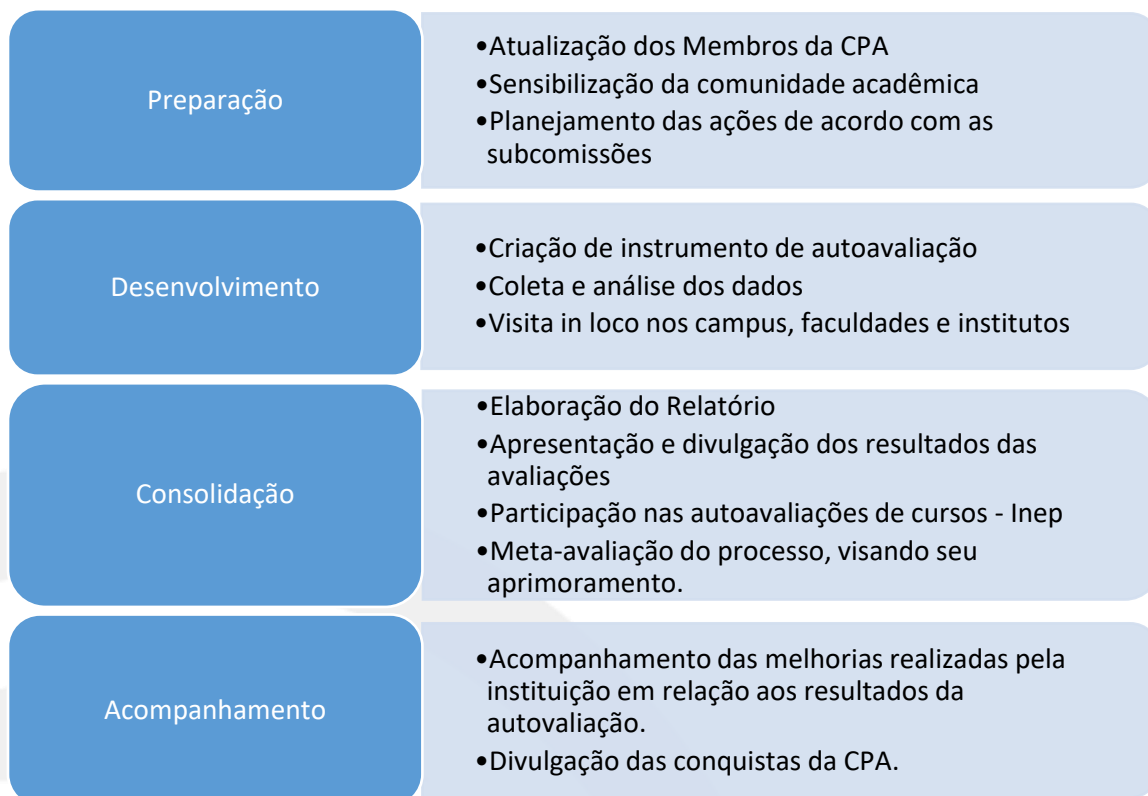 Preparação
•Atualização dos Membros da CPA
•Sensibilização da comunidade acadêmica
•Planejamento das ações de acordo com as
subcomissões
Desenvolvimento
•Criação de instrumento de autoavaliação
•Coleta e análise dos dados
•Visita in loco nos campus, faculdades e institutos
Consolidação
•Elaboração do Relatório
•Apresentação e divulgação dos resultados das
avaliações
•Participação nas autoavaliações de cursos - Inep
•Meta-avaliação do processo, visando seu
aprimoramento.
Acompanhamento
•Acompanhamento das melhorias realizadas pela
instituição em relação aos resultados da
autovaliação.
•Divulgação das conquistas da CPA.